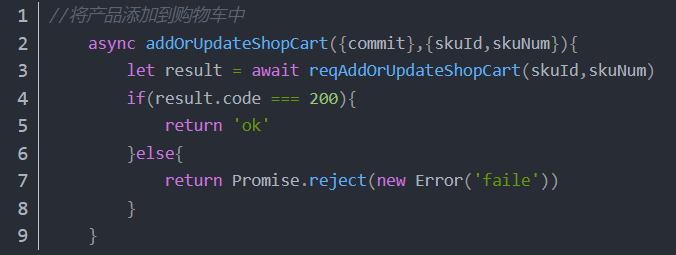 1 //将产品添加到购物车中
2     async addOrUpdateShopCart({commit},{skuId,skuNum}){
3         let result = await reqAddOrUpdateShopCart(skuId,skuNum)
4         if(result.code === 200){
5             return 'ok'
6         }else{
7             return Promise.reject(new Error('faile'))
8         }
9     }